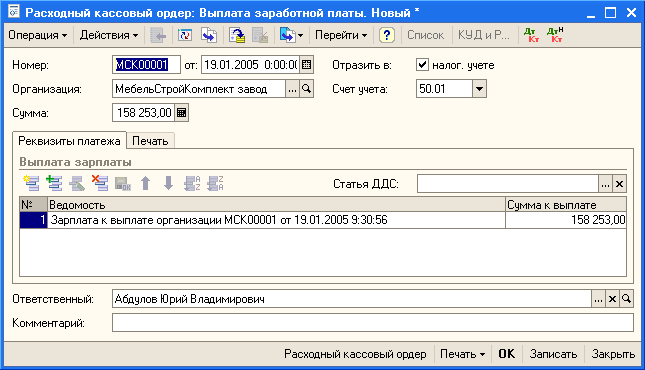 Расходный кассовый ордер: Выплата заработной платы. Новый *
Операция Действия Перейти ? Список КУД и Р... Дт Кт Дт Н Кт
Номер: МСК00001 от: 19.01.2005 0:00:00 Отразить в: налог. учете
Организация: МебельСтройКомплект завод ... Счет учета: 50.01
Сумма: 158 253,00
Реквизиты платежа Печать
Выплата зарплаты
Статья ДДС: ...
№ Ведомость Сумма к выплате
1 Зарплата к выплате организации МСК00001 от 19.01.2005 9:30:56 158 253,00
Ответственный: Абдулов Юрий Владимирович ...
Комментарий:
Расходный кассовый ордер Печать OK Записать Закрыть